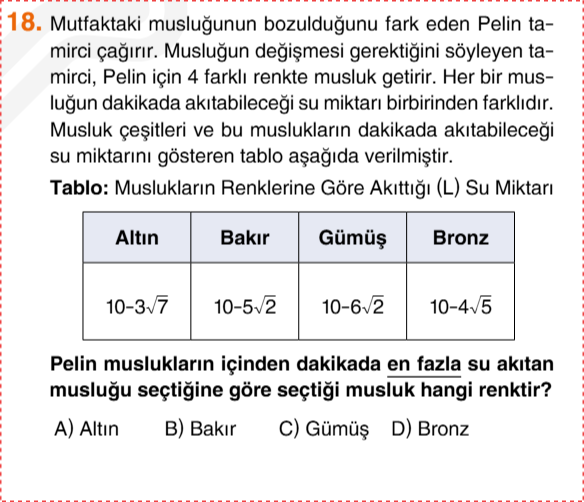 18. Mutfaktaki musluğunun bozulduğunu fark eden Pelin ta-
mirci çağırır. Musluğun değişmesi gerektiğini söyleyen ta-
mirci, Pelin için 4 farklı renkte musluk getirir. Her bir mus-
luğun dakikada akıtabileceği su miktarı birbirinden farklıdır.
Musluk çeşitleri ve bu muslukların dakikada akıtabileceği
su miktarını gösteren tablo aşağıda verilmiştir.
Tablo: Muslukların Renklerine Göre Akıttığı (L) Su Miktarı
Altın Bakır Gümüş Bronz
10-3√7 10-5√2 10-6√2 10-4√5
Pelin muslukların içinden dakikada en fazla su akıtan
musluğu seçtiğine göre seçtiği musluk hangi renktir?
A) Altın B) Bakır C) Gümüş D) Bronz